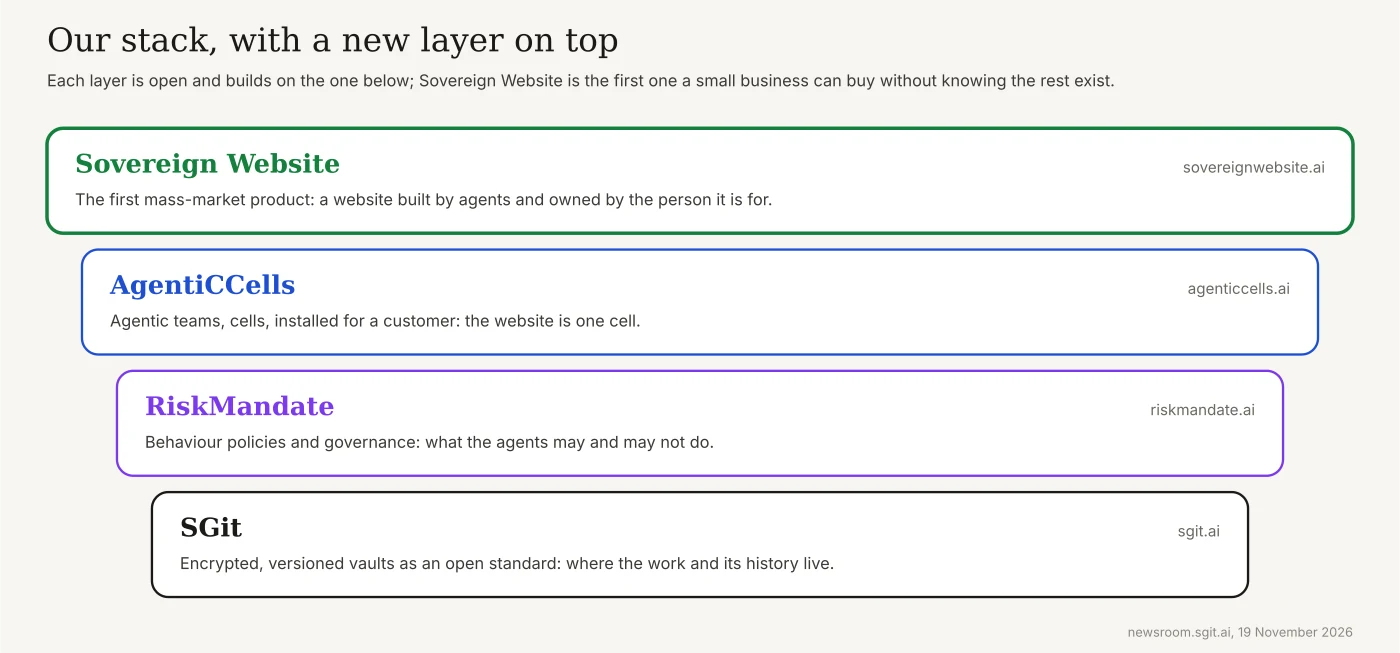 Our stack, with a new layer on top
Each layer is open and builds on the one below; Sovereign Website is the first one a small business can buy without knowing the rest exist.
Sovereign Website
sovereignwebsite.ai
The first mass-market product: a website built by agents and owned by the person it is for.
AgentiCCells
agenticcells.ai
Agentic teams, cells, installed for a customer: the website is one cell.
RiskMandate
riskmandate.ai
Behaviour policies and governance: what the agents may and may not do.
SGit
sgit.ai
Encrypted, versioned vaults as an open standard: where the work and its history live.
newsroom.sgit.ai, 19 November 2026